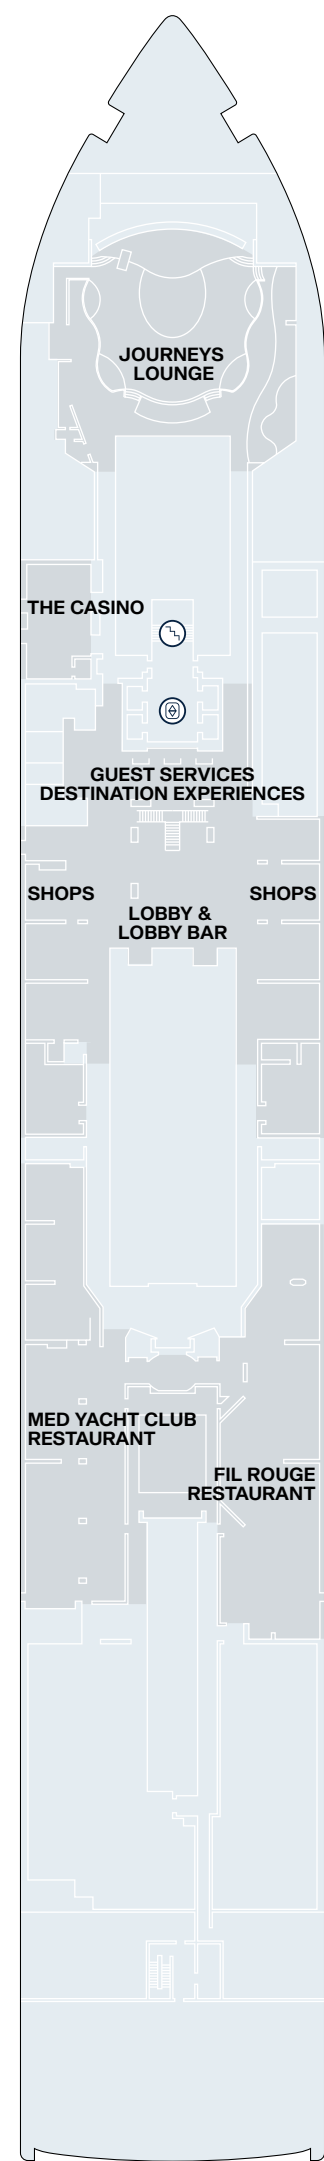 JOURNEYS
LOUNGE
THE CASINO
GUEST SERVICES
DESTINATION EXPERIENCES
SHOPS
SHOPS
LOBBY &
LOBBY BAR
MED YACHT CLUB
RESTAURANT
FIL ROUGE
RESTAURANT